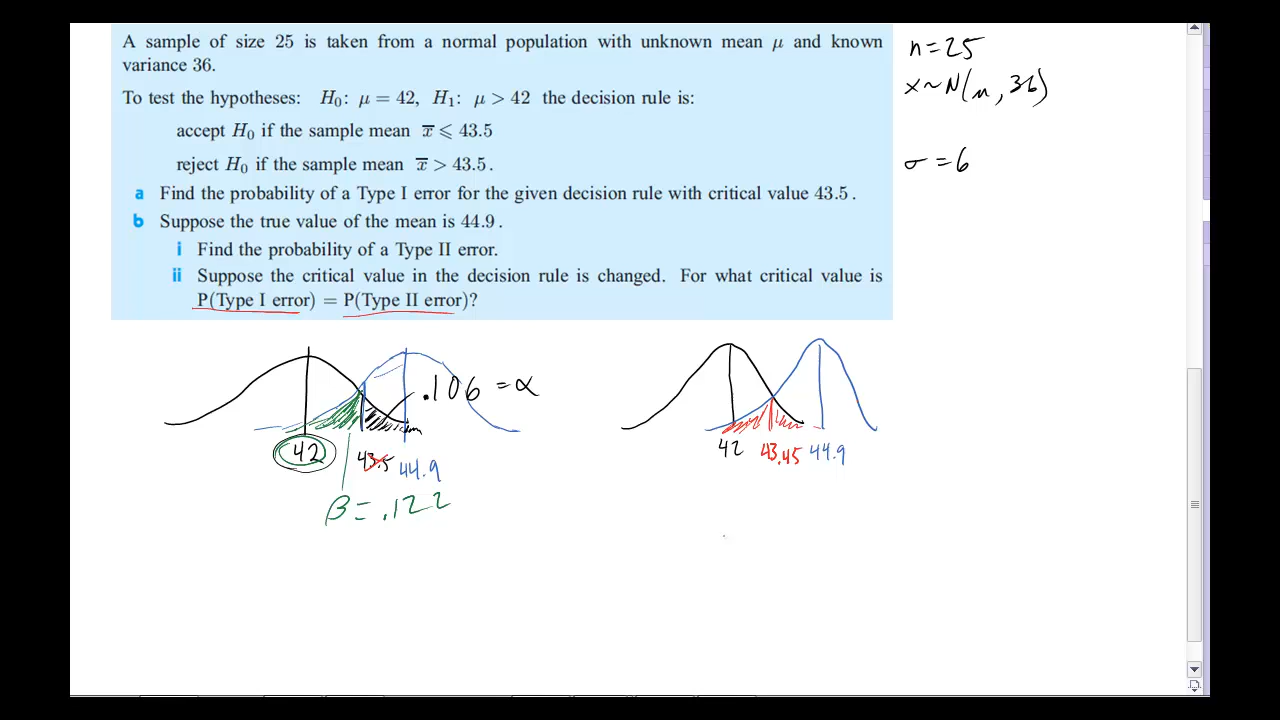 A sample of size 25 is taken from a normal population with unknown mean μ and known
variance 36.
To test the hypotheses: H₀: μ = 42, H₁: μ > 42 the decision rule is:
accept H₀ if the sample mean x̅ ⩽ 43.5
reject H₀ if the sample mean x̅ > 43.5.
a Find the probability of a Type I error for the given decision rule with critical value 43.5.
b Suppose the true value of the mean is 44.9.
i Find the probability of a Type II error.
ii Suppose the critical value in the decision rule is changed. For what critical value is
P(Type I error) = P(Type II error)?
n=25
x~N(μ, 36)
σ=6
.106 = α
42
43.5
44.9
β=.122
42
43.45
44.9